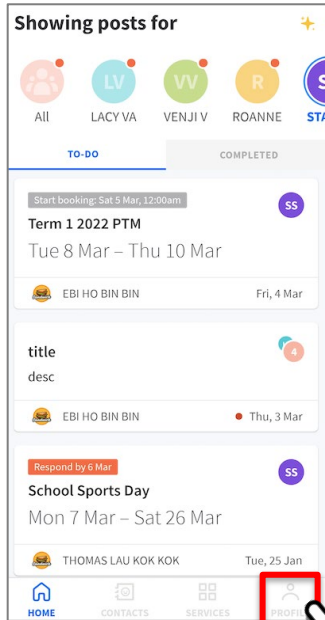 Showing posts for
LV
VV
R
S
All
LACY VA
VENJI V
ROANNE
STA
TO-DO
COMPLETED
Start booking: Sat 5 Mar, 12:00am
SS
Term 1 2022 PTM
Tue 8 Mar – Thu 10 Mar
EBI HO BIN BIN
Fri, 4 Mar
title
4
desc
EBI HO BIN BIN
Thu, 3 Mar
Respond by 6 Mar
SS
School Sports Day
Mon 7 Mar – Sat 26 Mar
THOMAS LAU KOK KOK
Tue, 25 Jan
HOME
CONTACTS
SERVICES
PROFIL